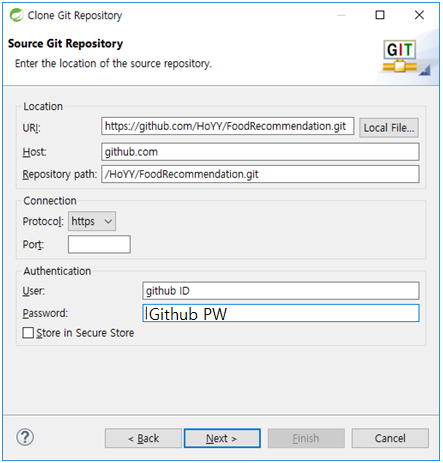 Clone Git Repository
Source Git Repository
Enter the location of the source repository.
GIT
Location
URI: https://github.com/HoYY/FoodRecommendation.git Local File...
Host: github.com
Repository path: /HoYY/FoodRecommendation.git
Connection
Protocol: https
Port:
Authentication
User: github ID
Password: Github PW
Store in Secure Store
< Back Next > Finish Cancel